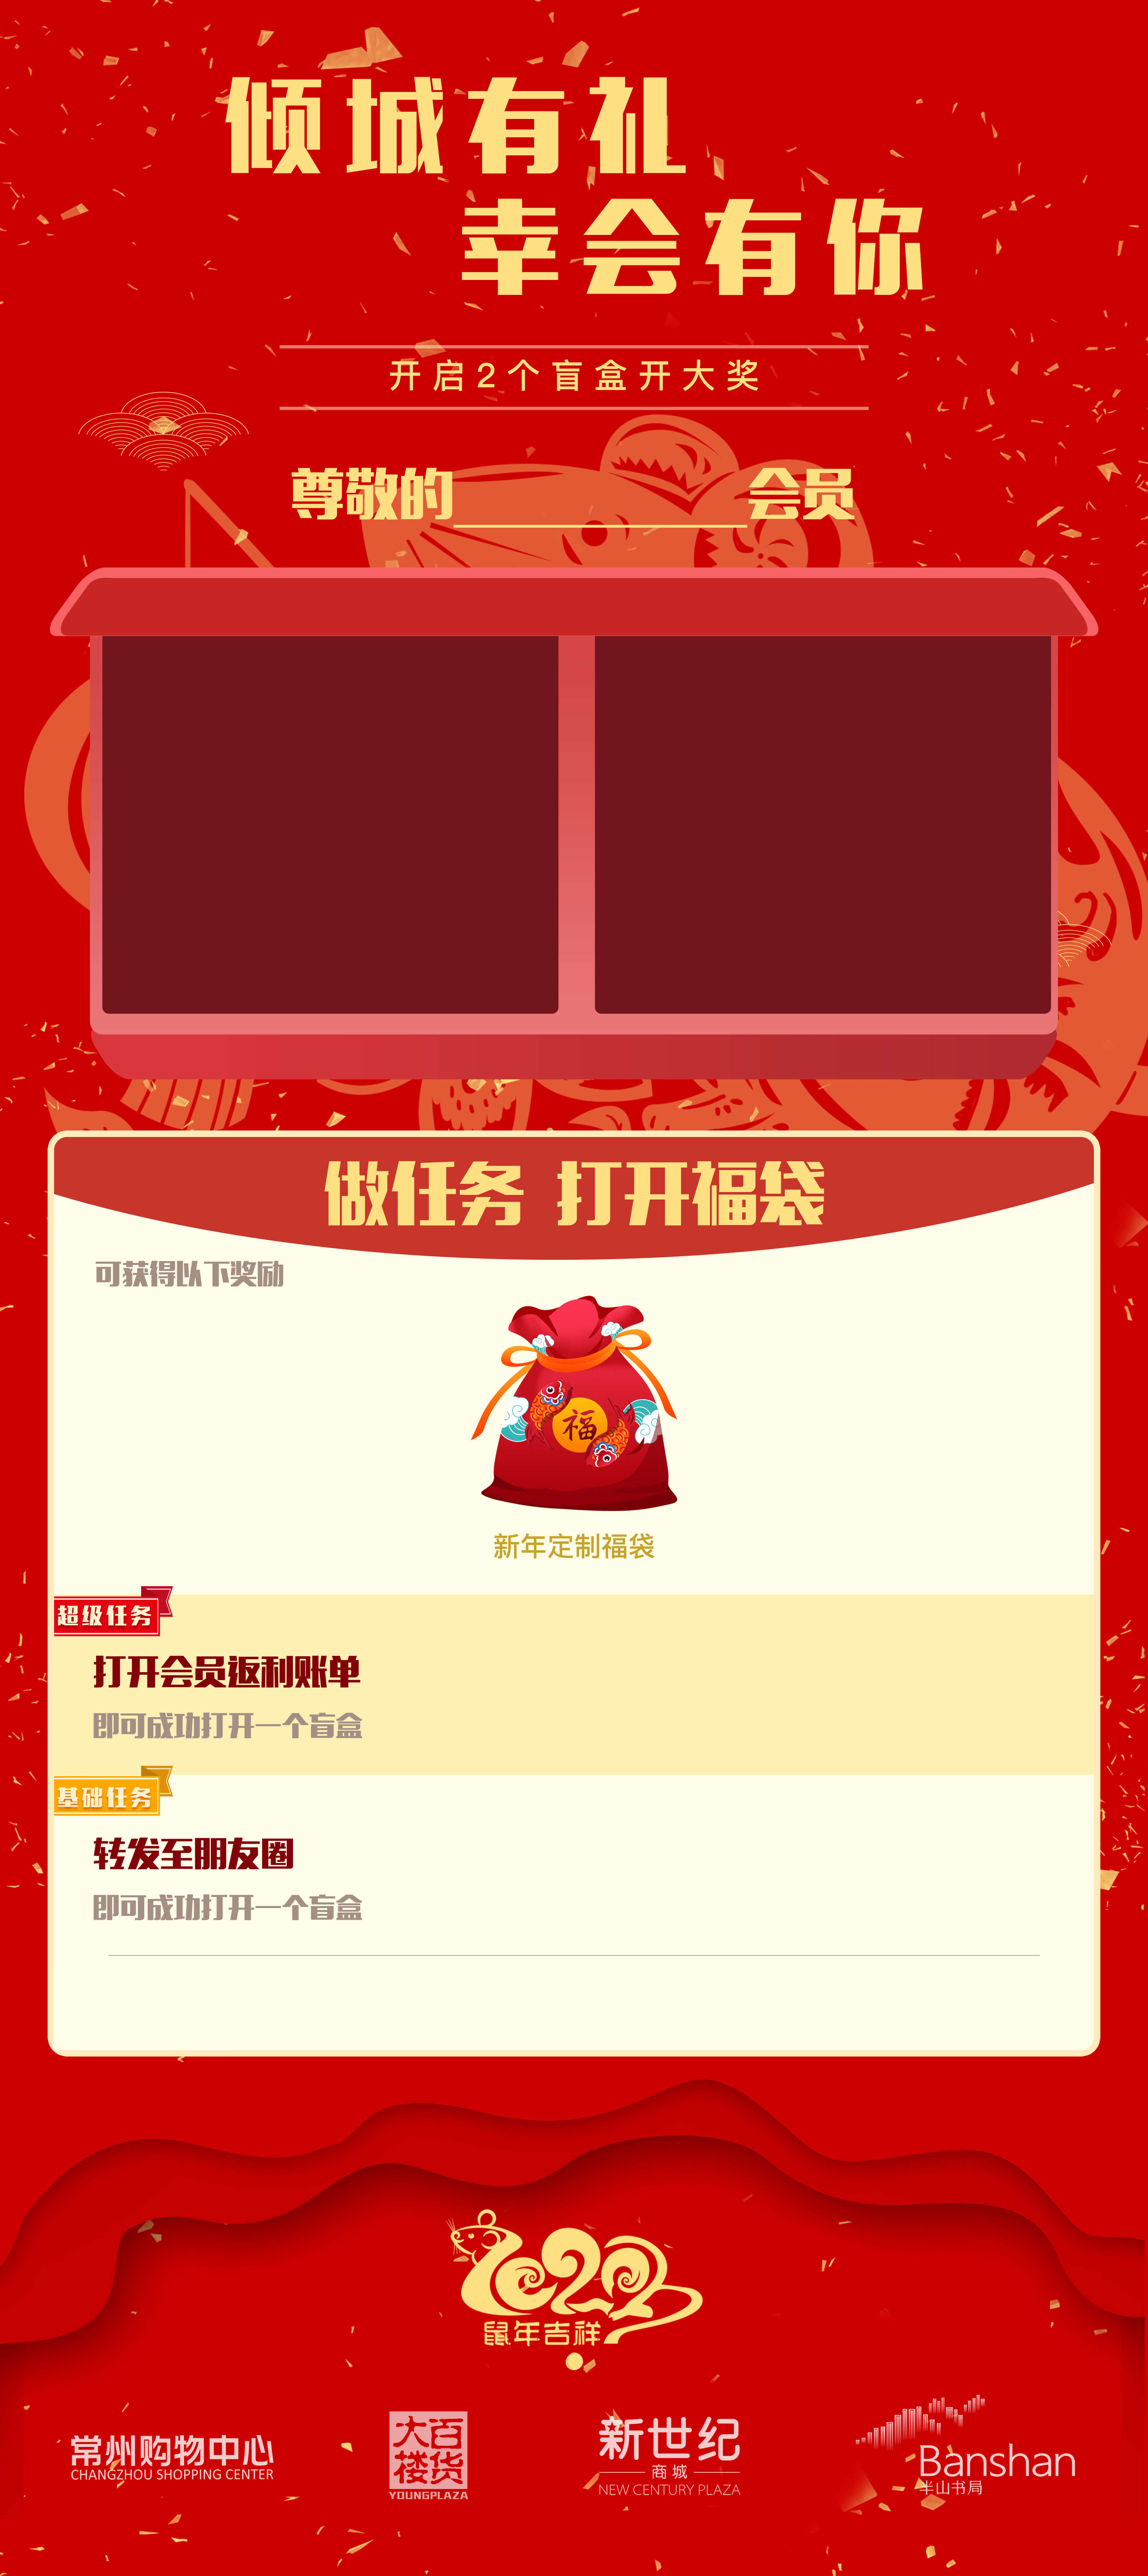 倾城有礼
幸会有你
开启2个盲盒开大奖
尊敬的 会员
做任务 打开福袋
可获得以下奖励
福
新年定制福袋
超级任务
打开会员返利账单
即可成功打开一个盲盒
基础任务
转发至朋友圈
即可成功打开一个盲盒
2020
鼠年吉祥
常州购物中心
CHANGZHOU SHOPPING CENTER
百货大楼
YOUNGPLAZA
新世纪
商城
NEW CENTURY PLAZA
Banshan
半山书局